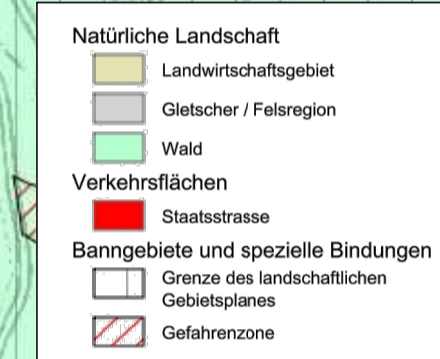 Natürliche Landschaft
Landwirtschaftsgebiet
Gletscher / Felsregion
Wald
Verkehrsflächen
Staatsstrasse
Banngebiete und spezielle Bindungen
Grenze des landschaftlichen
Gebietsplanes
Gefahrenzone